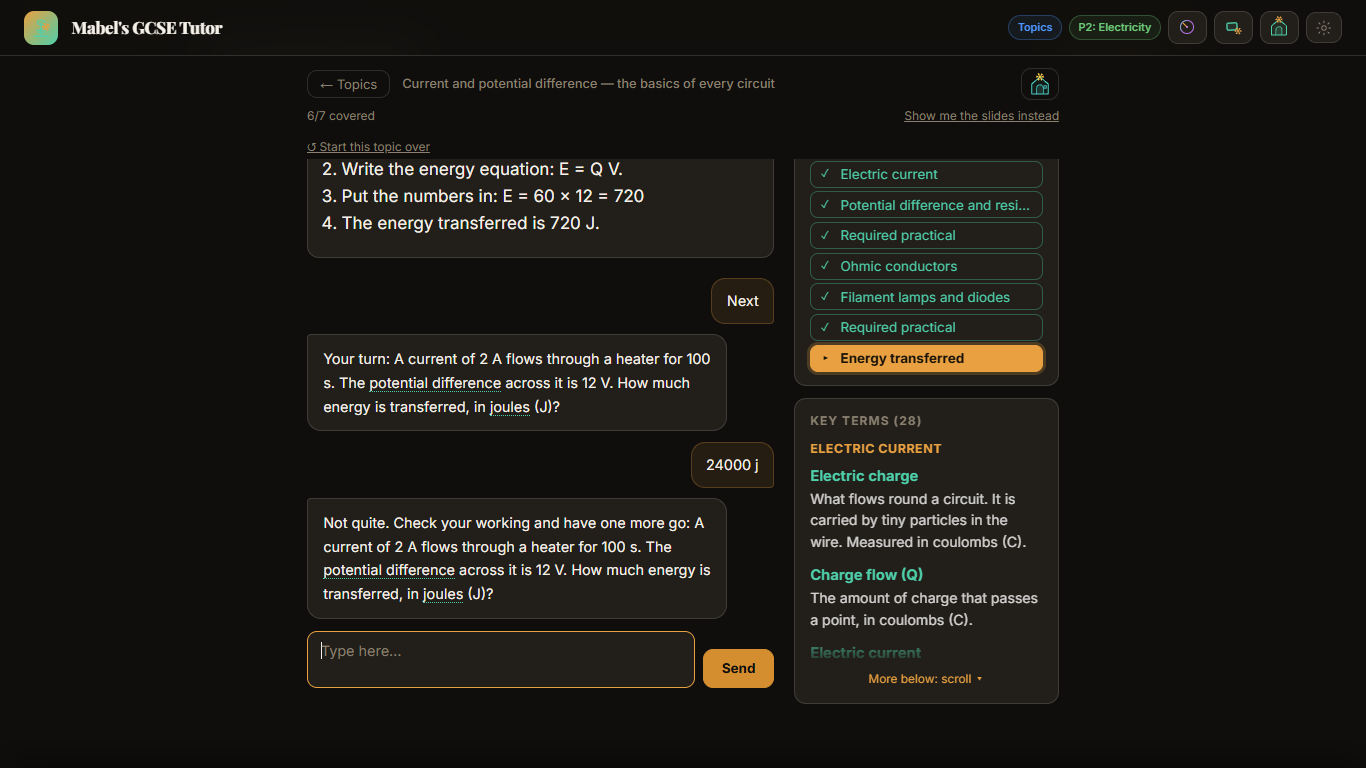 Mabel's GCSE Tutor
Topics
P2: Electricity
← Topics
Current and potential difference — the basics of every circuit
6/7 covered
Show me the slides instead
↺ Start this topic over
2. Write the energy equation: E = Q V.
3. Put the numbers in: E = 60 × 12 = 720
4. The energy transferred is 720 J.
Next
Your turn: A current of 2 A flows through a heater for 100
s. The potential difference across it is 12 V. How much
energy is transferred, in joules (J)?
24000 j
Not quite. Check your working and have one more go: A
current of 2 A flows through a heater for 100 s. The
potential difference across it is 12 V. How much energy is
transferred, in joules (J)?
Type here...
Send
✓ Electric current
✓ Potential difference and resi...
✓ Required practical
✓ Ohmic conductors
✓ Filament lamps and diodes
✓ Required practical
▸ Energy transferred
KEY TERMS (28)
ELECTRIC CURRENT
Electric charge
What flows round a circuit. It is
carried by tiny particles in the
wire. Measured in coulombs (C).
Charge flow (Q)
The amount of charge that passes
a point, in coulombs (C).
Electric current
More below: scroll ▾